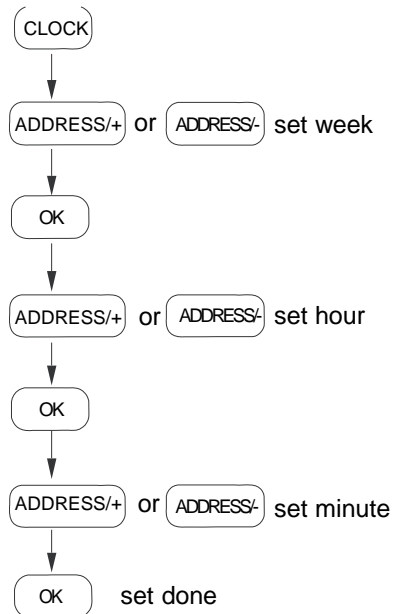 CLOCK
ADDRESS/+ or ADDRESS/- set week
OK
ADDRESS/+ or ADDRESS/- set hour
OK
ADDRESS/+ or ADDRESS/- set minute
OK set done